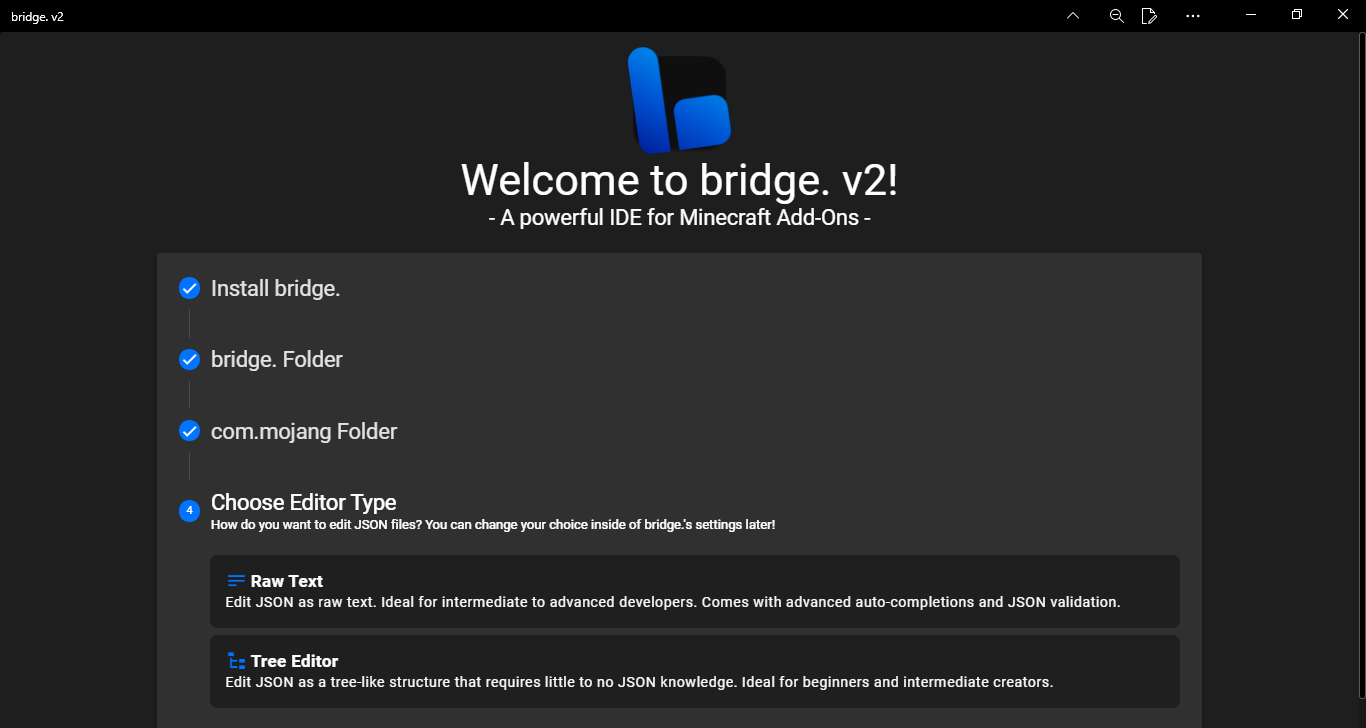 bridge. v2
Welcome to bridge. v2!
- A powerful IDE for Minecraft Add-Ons -
Install bridge.
bridge. Folder
com.mojang Folder
4
Choose Editor Type
How do you want to edit JSON files? You can change your choice inside of bridge.'s settings later!
Raw Text
Edit JSON as raw text. Ideal for intermediate to advanced developers. Comes with advanced auto-completions and JSON validation.
Tree Editor
Edit JSON as a tree-like structure that requires little to no JSON knowledge. Ideal for beginners and intermediate creators.